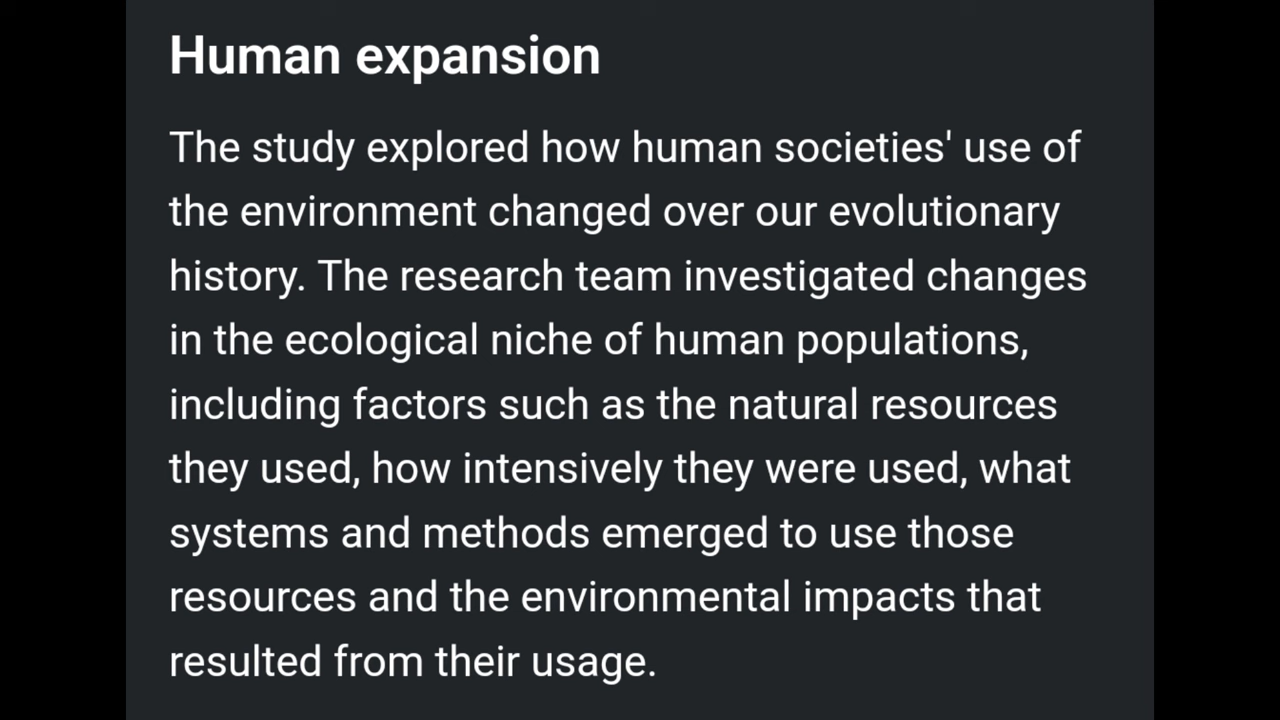 Human expansion
The study explored how human societies' use of
the environment changed over our evolutionary
history. The research team investigated changes
in the ecological niche of human populations,
including factors such as the natural resources
they used, how intensively they were used, what
systems and methods emerged to use those
resources and the environmental impacts that
resulted from their usage.